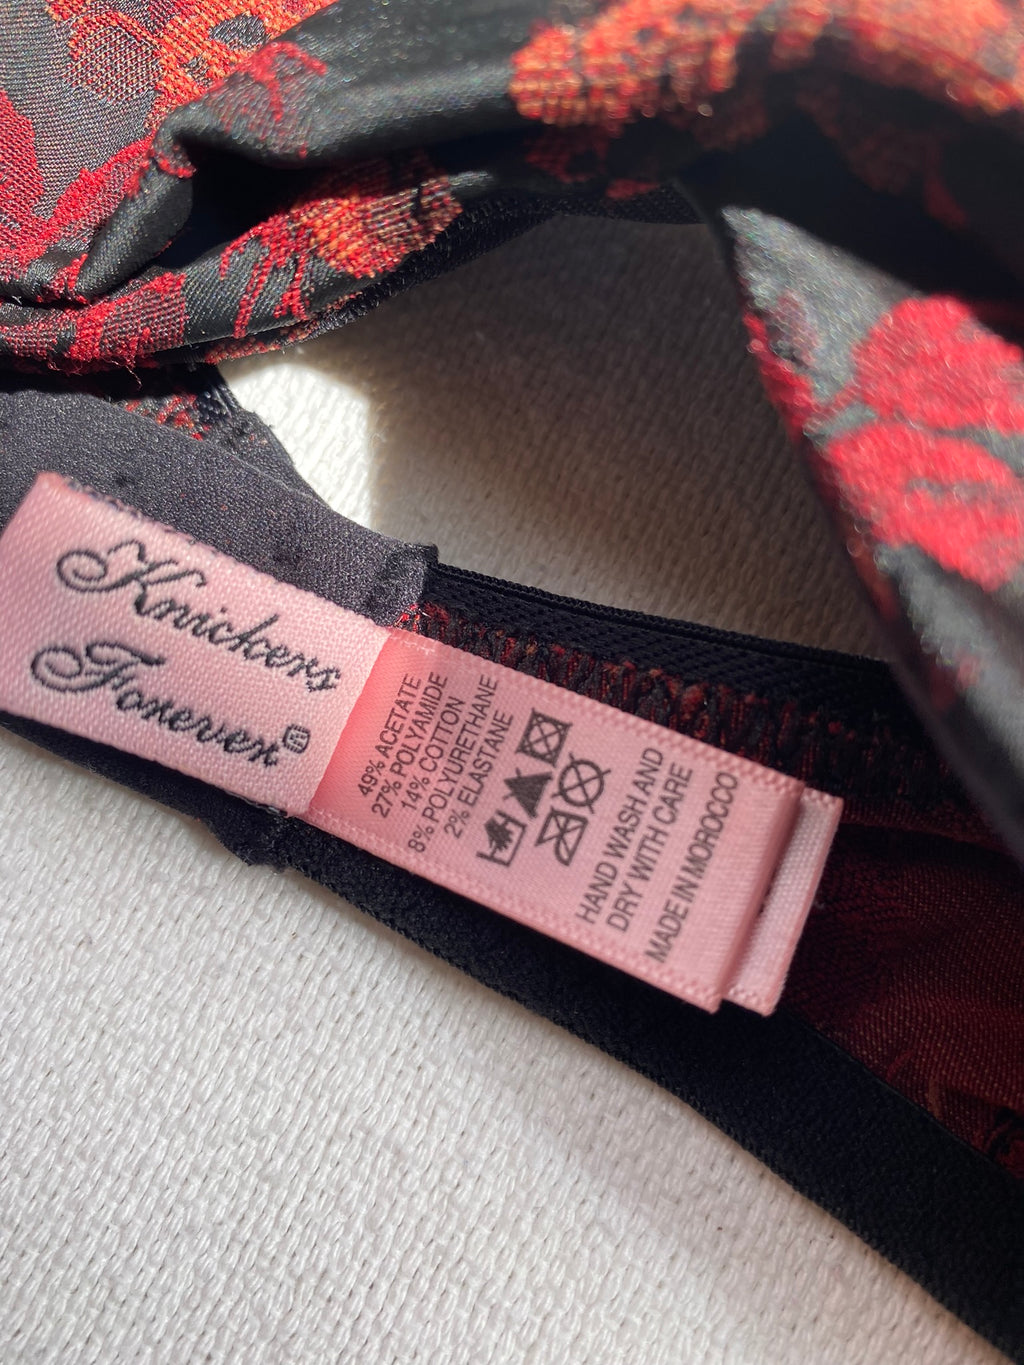 Knickers
Forever®
49% ACETATE
27% POLYAMIDE
14% COTTON
8% POLYURETHANE
2% ELASTANE
HAND WASH AND
DRY WITH CARE
MADE IN MOROCCO